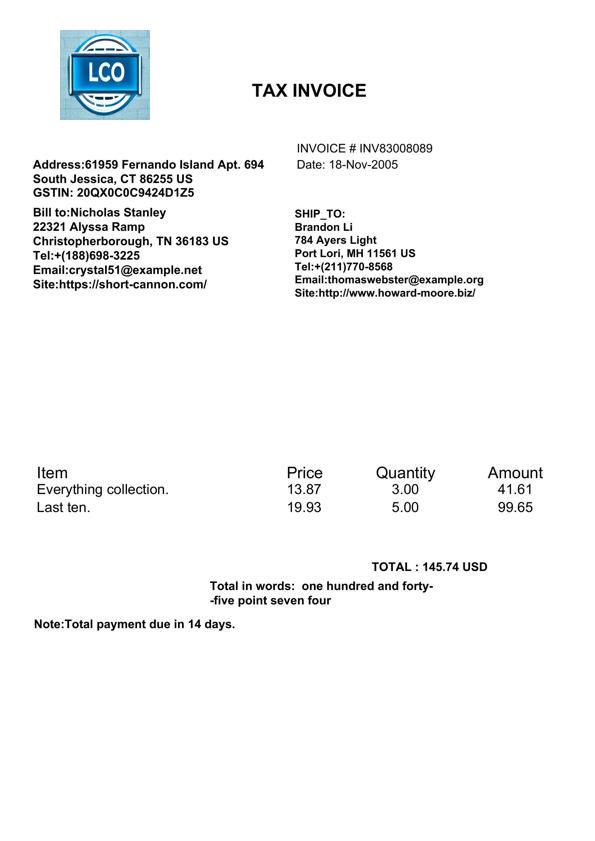 LCO
TAX INVOICE
INVOICE # INV83008089
Date: 18-Nov-2005
Address:61959 Fernando Island Apt. 694
South Jessica, CT 86255 US
GSTIN: 20QX0C0C9424D1Z5
Bill to:Nicholas Stanley
22321 Alyssa Ramp
Christopherborough, TN 36183 US
Tel:+(188)698-3225
Email:crystal51@example.net
Site:https://short-cannon.com/
SHIP_TO:
Brandon Li
784 Ayers Light
Port Lori, MH 11561 US
Tel:+(211)770-8568
Email:thomaswebster@example.org
Site:http://www.howard-moore.biz/
Item Price Quantity Amount
Everything collection. 13.87 3.00 41.61
Last ten. 19.93 5.00 99.65
TOTAL : 145.74 USD
Total in words: one hundred and forty-
-five point seven four
Note:Total payment due in 14 days.